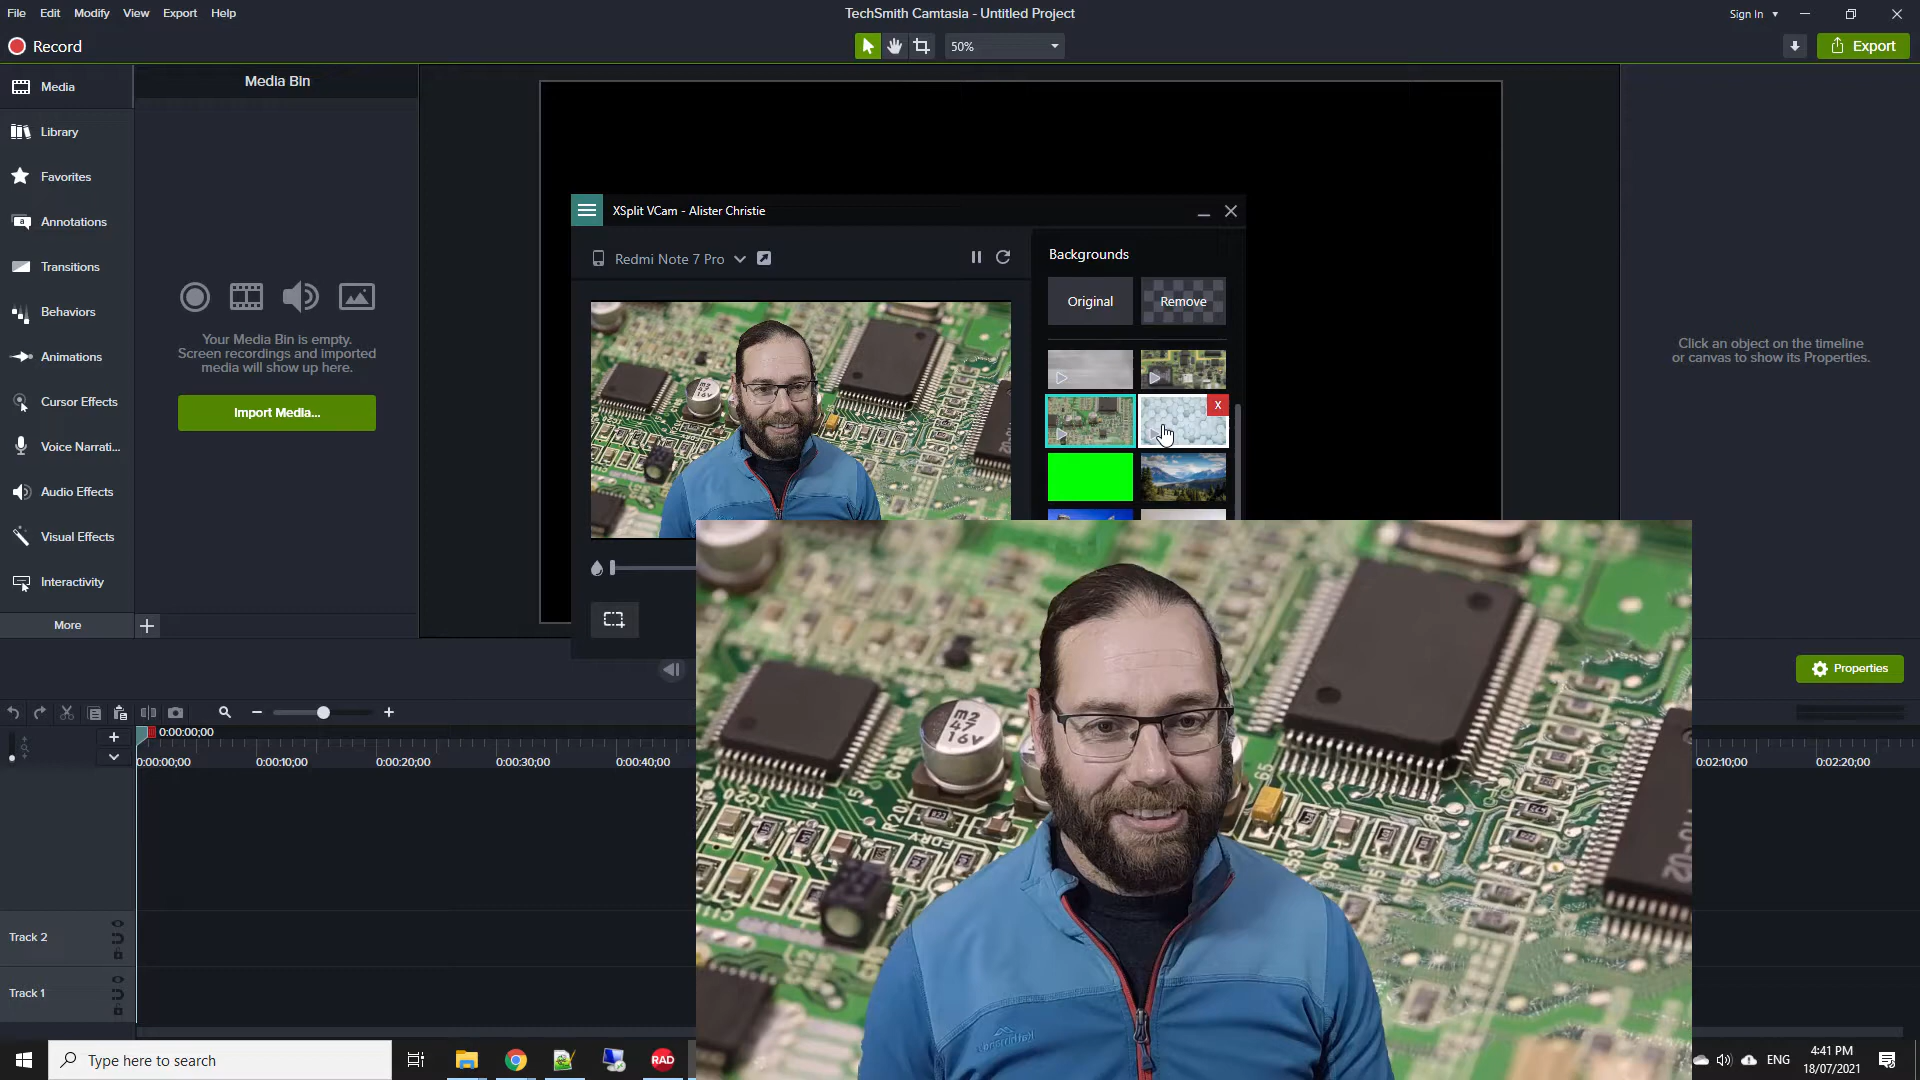 File Edit Modify View Export Help
TechSmith Camtasia - Untitled Project
Sign In
Record
50%
Export
Media
Library
Favorites
Annotations
Transitions
Behaviors
Animations
Cursor Effects
Voice Narrati...
Audio Effects
Visual Effects
Interactivity
More
Media Bin
Your Media Bin is empty.
Screen recordings and imported
media will show up here.
Import Media...
XSplit VCam - Alister Christie
Redmi Note 7 Pro
Backgrounds
Original
Remove
X
Click an object on the timeline
or canvas to show its Properties.
Properties
0:00:00;00
0:00:00;00 0:00:10;00 0:00:20;00 0:00:30;00 0:00:40;00
0:02:10;00 0:02:20;00
Track 2
Track 1
m2
47
16V
Type here to search
RAD
ENG
4:41 PM
18/07/2021